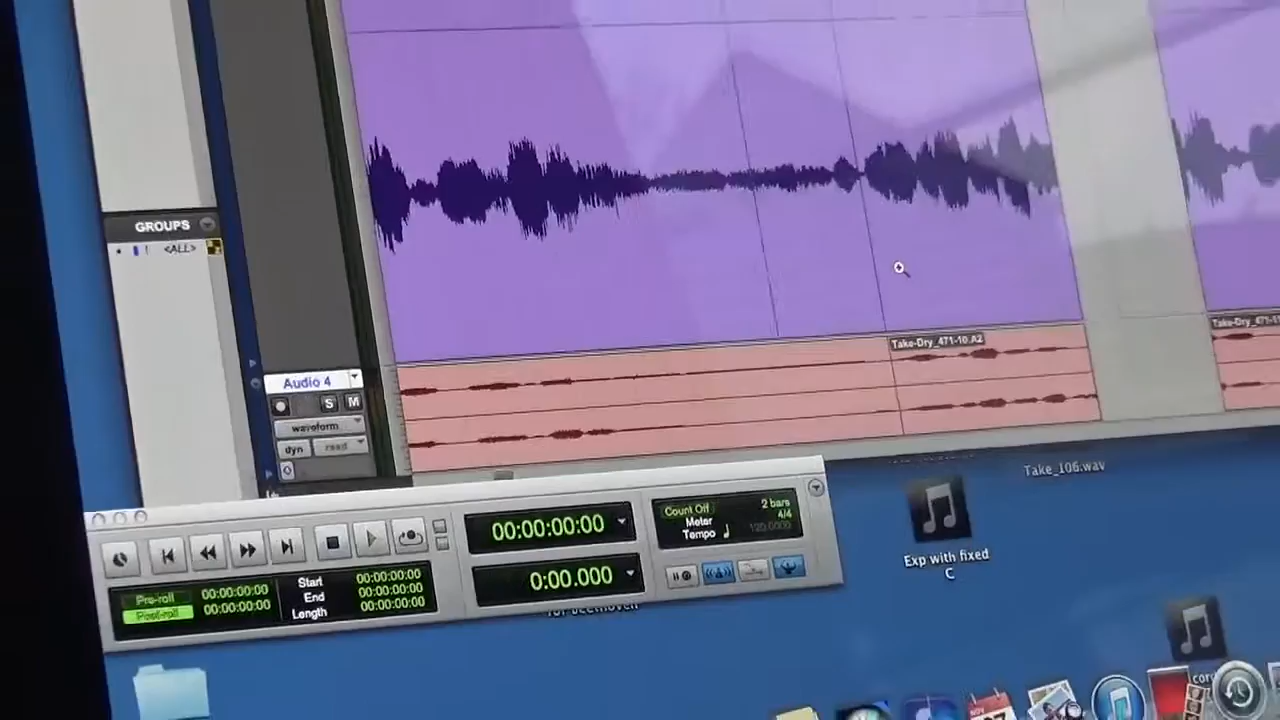 GROUPS
<ALL>
Audio 4
S M
waveform
dyn read
Take-Dry_471-10.A2
Take-Dry_471-1
Take_106.wav
Exp with fixed
C
00:00:00:00
0:00.000
Count Off 2 bars
Meter 4/4
Tempo 120.0000
Pre-roll 00:00:00:00
Post-roll 00:00:00:00
Start 00:00:00:00
End 00:00:00:00
Length 00:00:00:00